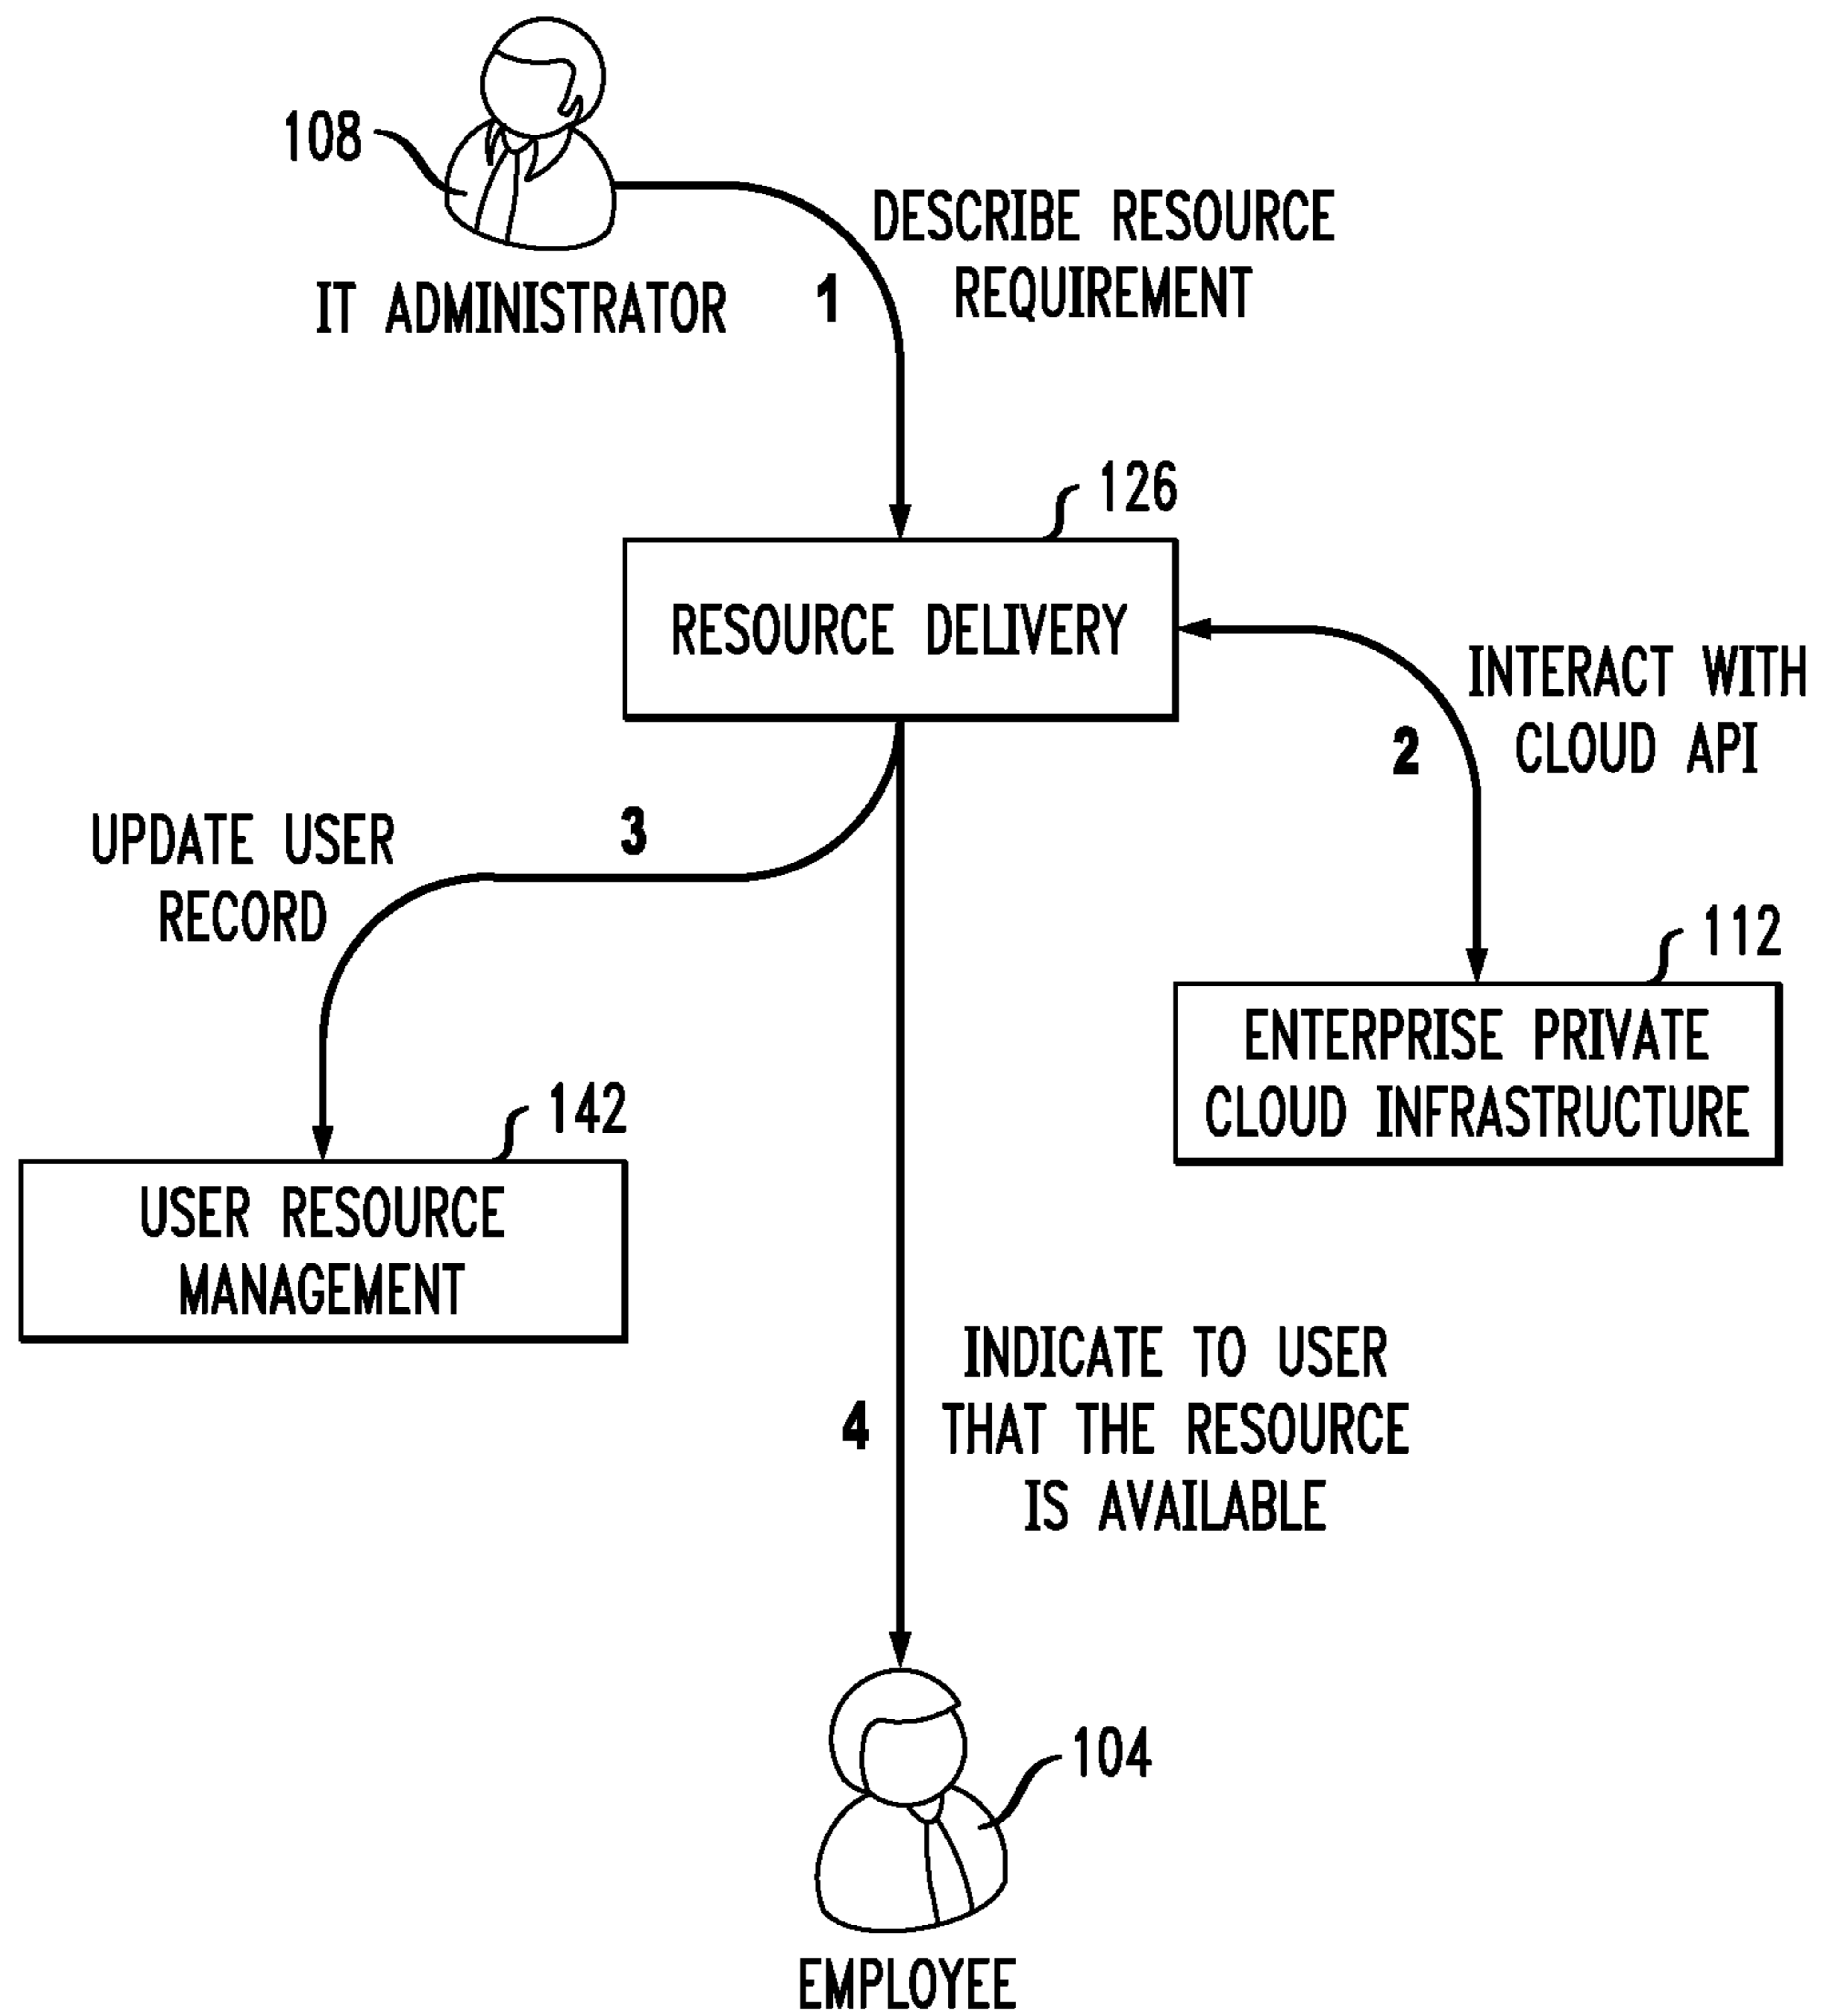 108
IT ADMINISTRATOR
1
DESCRIBE RESOURCE
REQUIREMENT
126
RESOURCE DELIVERY
INTERACT WITH
CLOUD API
2
UPDATE USER
RECORD
3
112
ENTERPRISE PRIVATE
CLOUD INFRASTRUCTURE
142
USER RESOURCE
MANAGEMENT
INDICATE TO USER
THAT THE RESOURCE
IS AVAILABLE
4
104
EMPLOYEE